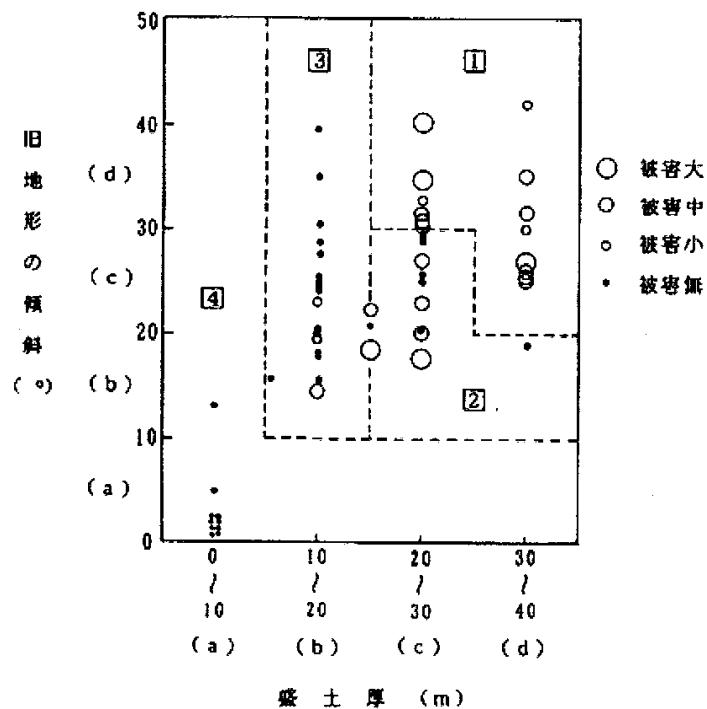 50
40
30
20
10
0
旧地形の傾斜(°)
(d)
(c)
(b)
(a)
3
1
4
2
被害大
被害中
被害小
被害無
0 10 20 30
~ ~ ~ ~
10 20 30 40
(a) (b) (c) (d)
盛土厚 (m)